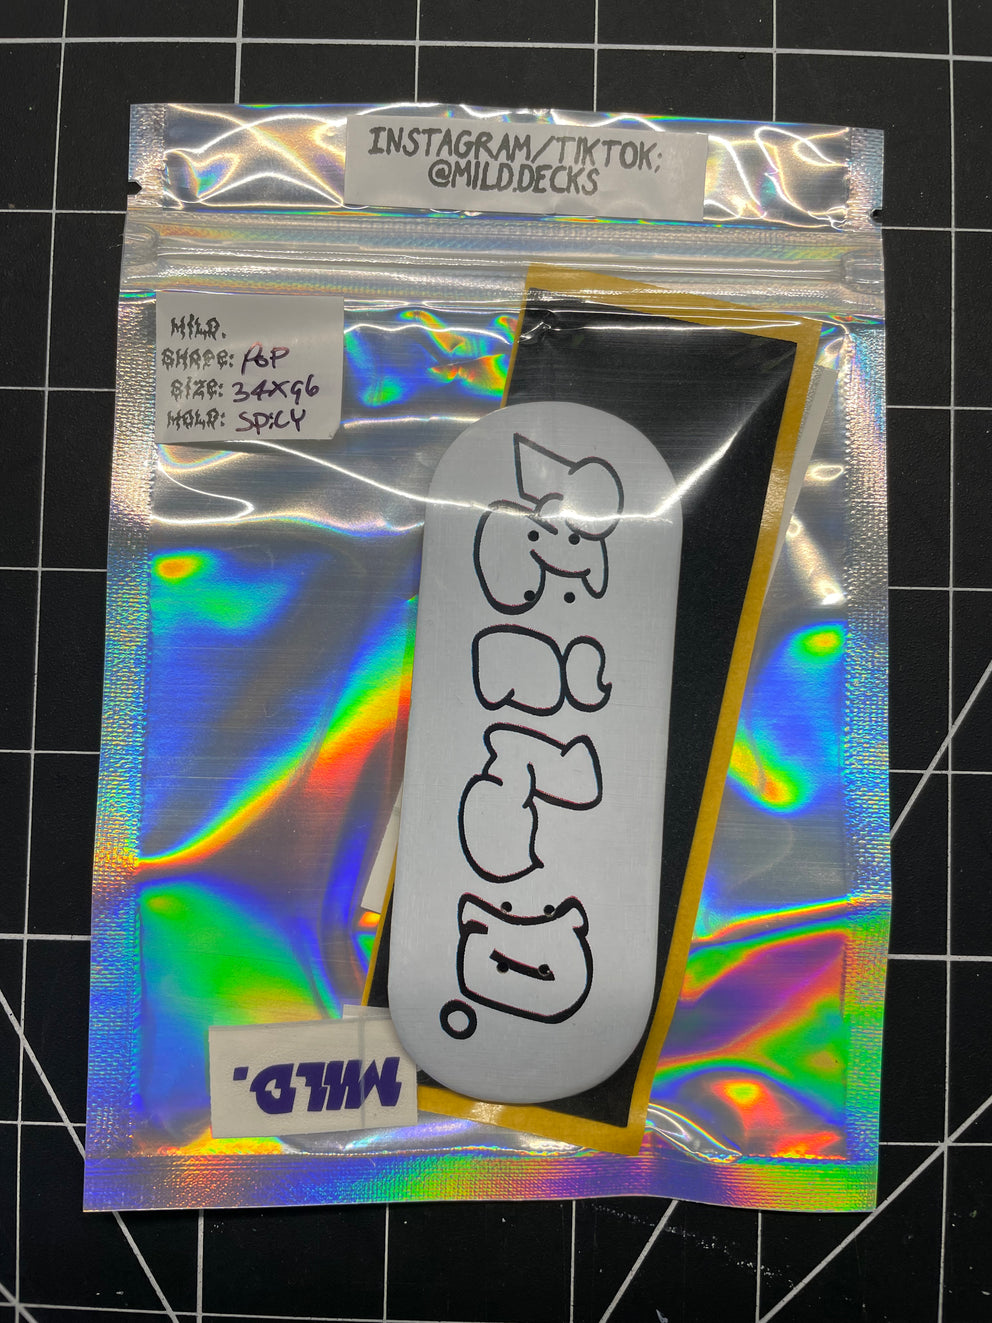 INSTAGRAM/TIKTOK:
@MILD.DECKS
MILD.
SHAPE: POP
SIZE: 34X96
MOLD: SPiCY
MiLD.
MILD.